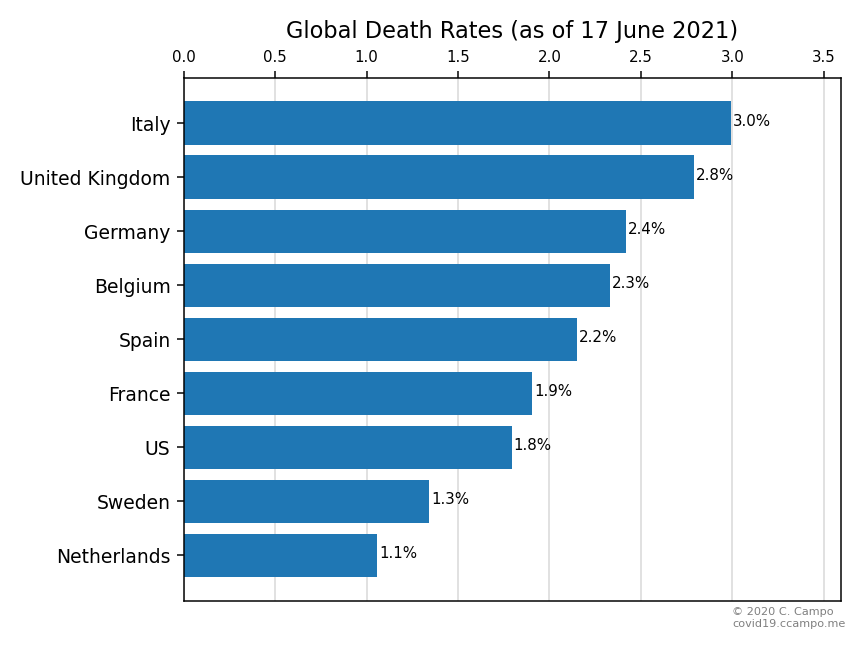 Global Death Rates (as of 17 June 2021)
0.0 0.5 1.0 1.5 2.0 2.5 3.0 3.5
Italy 3.0%
United Kingdom 2.8%
Germany 2.4%
Belgium 2.3%
Spain 2.2%
France 1.9%
US 1.8%
Sweden 1.3%
Netherlands 1.1%
© 2020 C. Campo
covid19.ccampo.me